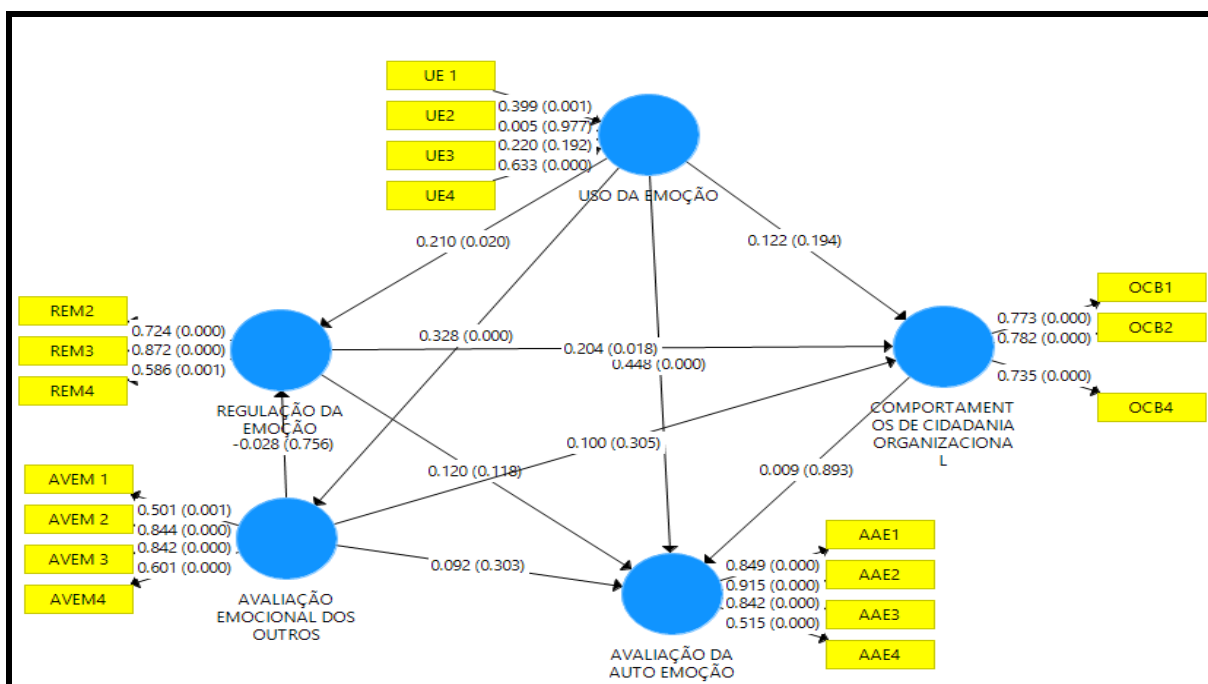 UE 1
0.399 (0.001)
UE2
0.005 (0.977)
UE3
0.220 (0.192)
0.633 (0.000)
UE4
USO DA EMOÇÃO
0.210 (0.020)
0.122 (0.194)
REM2
0.724 (0.000)
REM3
0.872 (0.000)
REM4
0.586 (0.001)
REGULAÇÃO DA
EMOÇÃO
-0.028 (0.756)
0.328 (0.000)
0.204 (0.018)
0.448 (0.000)
OCB1
0.773 (0.000)
OCB2
0.782 (0.000)
0.735 (0.000)
OCB4
COMPORTAMENT
OS DE CIDADANIA
ORGANIZACIONA
L
0.100 (0.305)
0.120 (0.118)
0.009 (0.893)
AVEM 1
0.501 (0.001)
AVEM 2
0.844 (0.000)
AVEM 3
0.842 (0.000)
0.601 (0.000)
AVEM4
AVALIAÇÃO
EMOCIONAL DOS
OUTROS
0.092 (0.303)
AAE1
0.849 (0.000)
AAE2
0.915 (0.000)
0.842 (0.000)
AAE3
0.515 (0.000)
AAE4
AVALIAÇÃO DA
AUTO EMOÇÃO